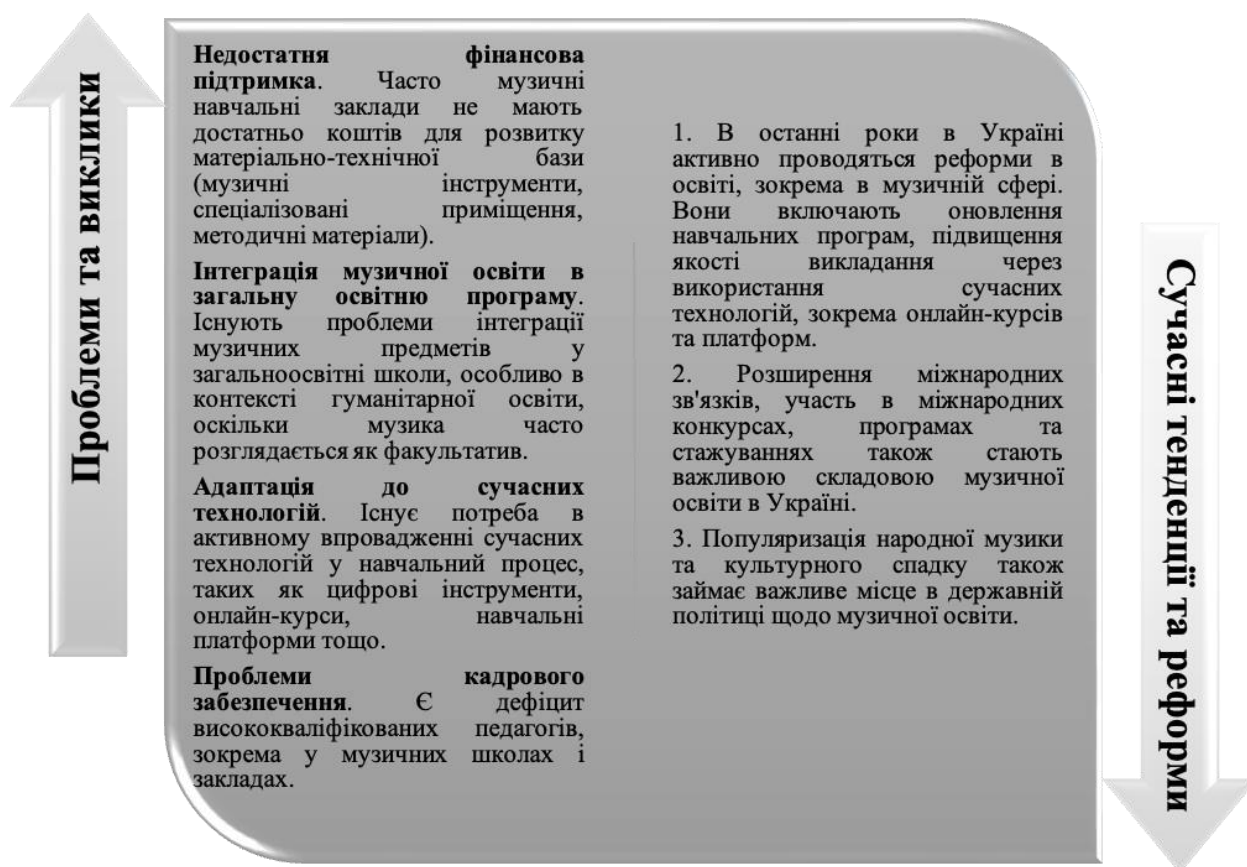 Проблеми та виклики
Недостатня фінансова
підтримка. Часто музичні
навчальні заклади не мають
достатньо коштів для розвитку
матеріально-технічної бази
(музичні інструменти,
спеціалізовані приміщення,
методичні матеріали).
Інтеграція музичної освіти в
загальну освітню програму.
Існують проблеми інтеграції
музичних предметів у
загальноосвітні школи, особливо в
контексті гуманітарної освіти,
оскільки музика часто
розглядається як факультатив.
Адаптація до сучасних
технологій. Існує потреба в
активному впровадженні сучасних
технологій у навчальний процес,
таких як цифрові інструменти,
онлайн-курси, навчальні
платформи тощо.
Проблеми кадрового
забезпечення. Є дефіцит
висококваліфікованих педагогів,
зокрема у музичних школах і
закладах.
1. В останні роки в Україні
активно проводяться реформи в
освіті, зокрема в музичній сфері.
Вони включають оновлення
навчальних програм, підвищення
якості викладання через
використання сучасних
технологій, зокрема онлайн-курсів
та платформ.
2. Розширення міжнародних
зв'язків, участь в міжнародних
конкурсах, програмах та
стажуваннях також стають
важливою складовою музичної
освіти в Україні.
3. Популяризація народної музики
та культурного спадку також
займає важливе місце в державній
політиці щодо музичної освіти.
Сучасні тенденції та реформи